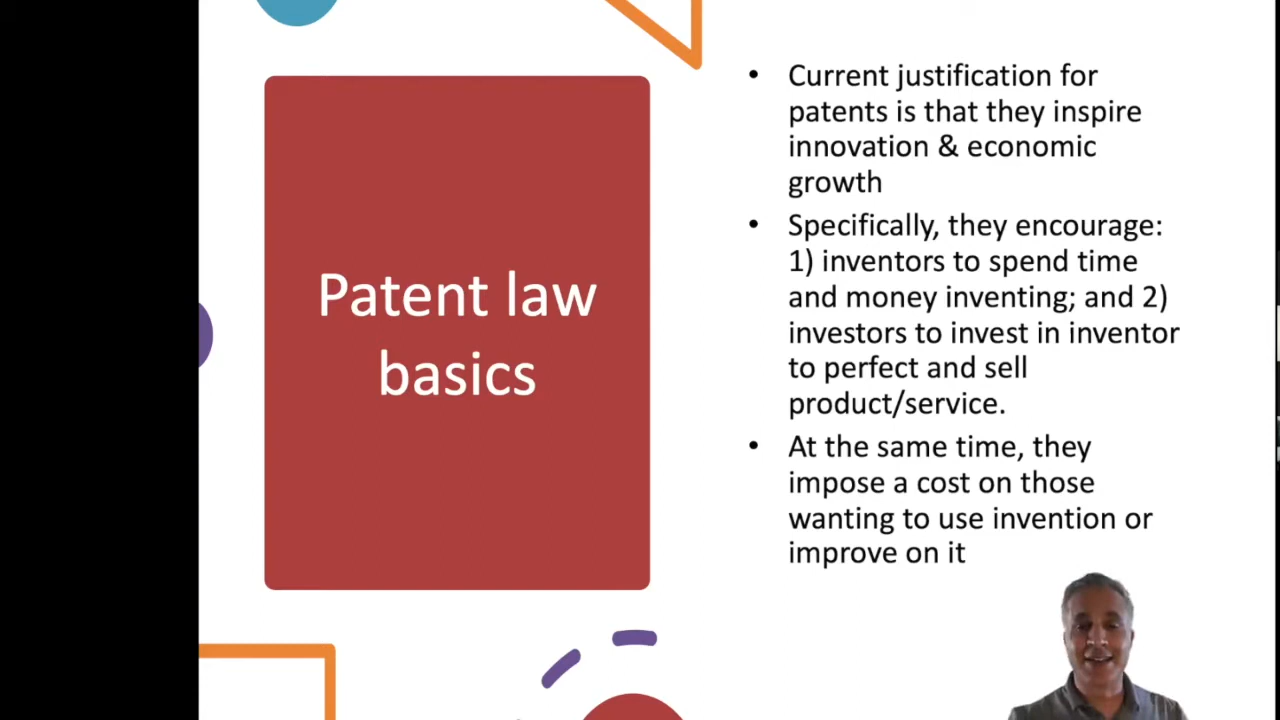 Patent law
basics
• Current justification for
patents is that they inspire
innovation & economic
growth
• Specifically, they encourage:
1) inventors to spend time
and money inventing; and 2)
investors to invest in inventor
to perfect and sell
product/service.
• At the same time, they
impose a cost on those
wanting to use invention or
improve on it